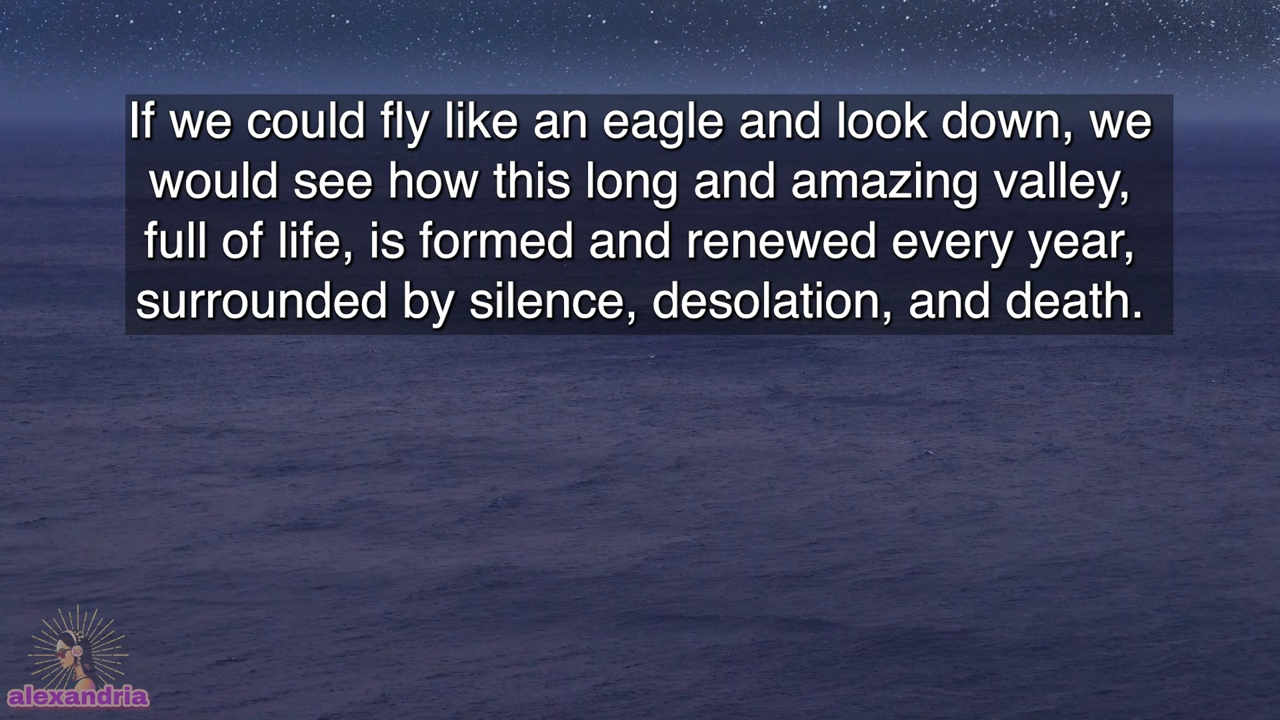 If we could fly like an eagle and look down, we
would see how this long and amazing valley,
full of life, is formed and renewed every year,
surrounded by silence, desolation, and death.
alexandria